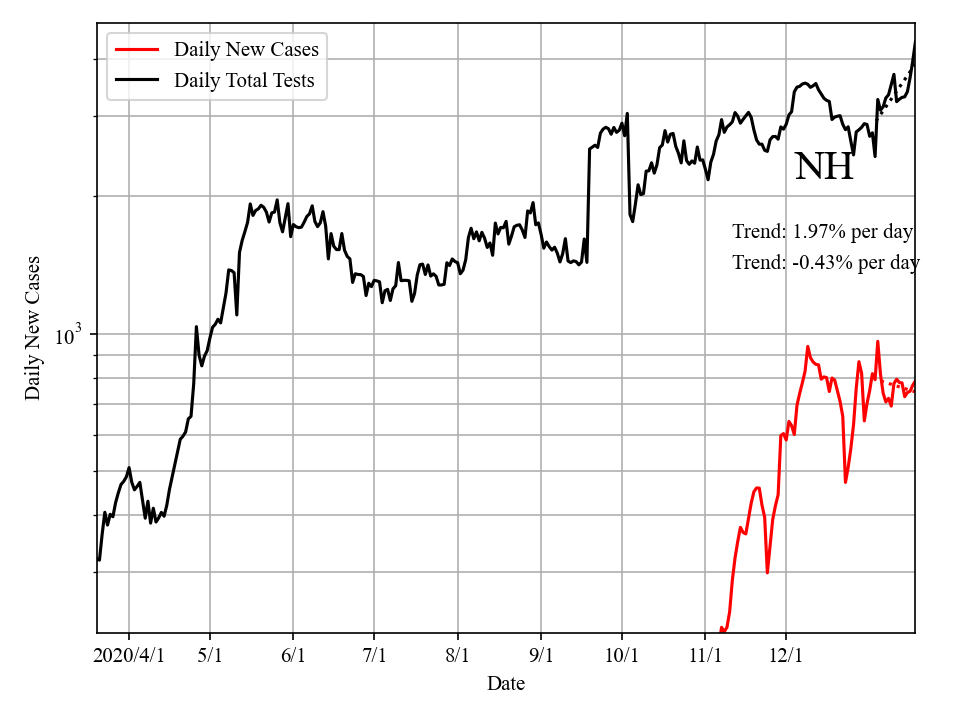 Daily New Cases
Daily Total Tests
NH
Trend: 1.97% per day
Trend: -0.43% per day
Daily New Cases
10³
2020/4/1 5/1 6/1 7/1 8/1 9/1 10/1 11/1 12/1
Date